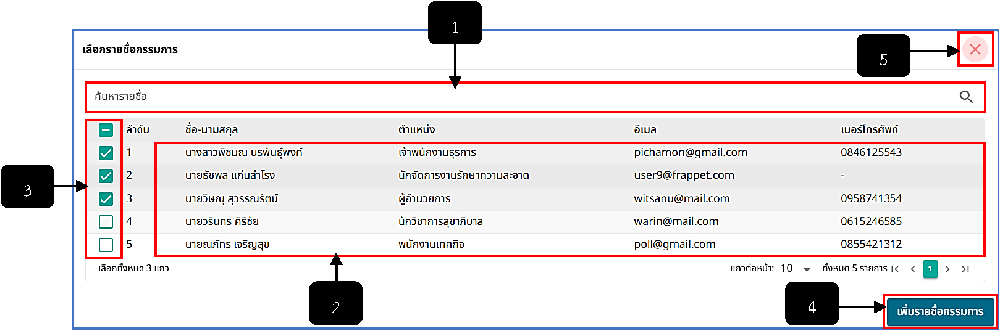 1
เลือกรายชื่อกรรมการ
5
ค้นหารายชื่อ
ลำดับ ชื่อ-นามสกุล ตำแหน่ง อีเมล เบอร์โทรศัพท์
1 นางสาวพิชมณ นรพันธุ์พงศ์ เจ้าพนักงานธุรการ pichamon@gmail.com 0846125543
2 นายธัชพล แก่นสำโรง นักจัดการงานรักษาความสะอาด user9@frappet.com -
3
3 นายวิษณุ สุวรรณรัตน์ ผู้อำนวยการ witsanu@mail.com 0958741354
4 นายวรินทร ศิริชัย นักวิชาการสุขาภิบาล warin@mail.com 0615246585
5 นายณภัทร เจริญสุข พนักงานเทศกิจ poll@gmail.com 0855421312
เลือกทั้งหมด 3 แถว แถวต่อหน้า: 10 ทั้งหมด 5 รายการ 1
2
4
เพิ่มรายชื่อกรรมการ